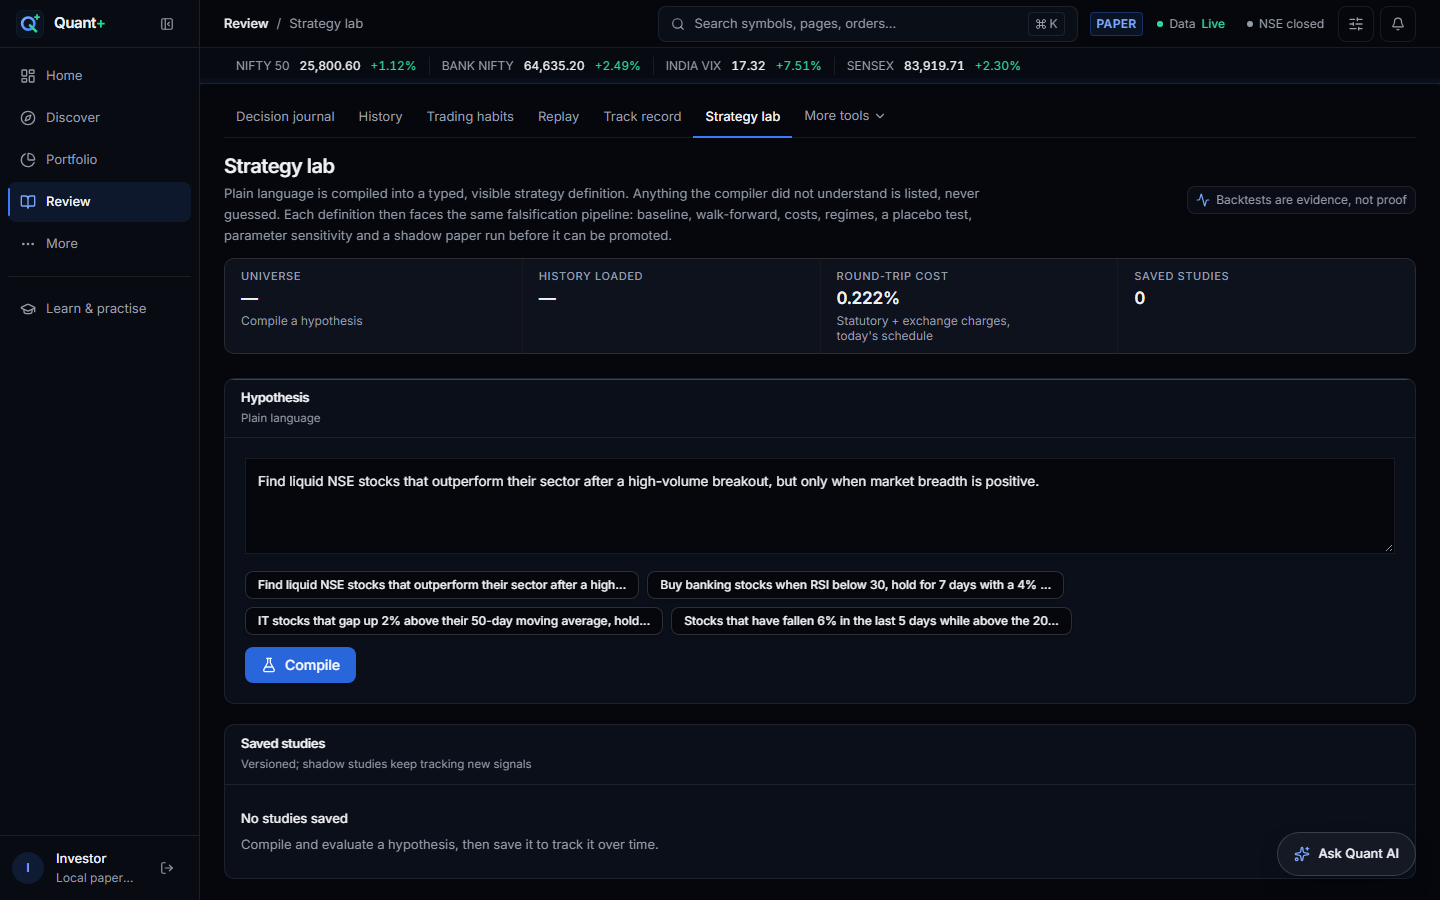 Quant+
Review / Strategy lab
Search symbols, pages, orders...
⌘ K
PAPER
Data Live
NSE closed
Home
Discover
Portfolio
Review
More
Learn & practise
NIFTY 50 25,800.60 +1.12%
BANK NIFTY 64,635.20 +2.49%
INDIA VIX 17.32 +7.51%
SENSEX 83,919.71 +2.30%
Decision journal
History
Trading habits
Replay
Track record
Strategy lab
More tools
Strategy lab
Plain language is compiled into a typed, visible strategy definition. Anything the compiler did not understand is listed, never
guessed. Each definition then faces the same falsification pipeline: baseline, walk-forward, costs, regimes, a placebo test,
parameter sensitivity and a shadow paper run before it can be promoted.
Backtests are evidence, not proof
UNIVERSE
—
Compile a hypothesis
HISTORY LOADED
—
ROUND-TRIP COST
0.222%
Statutory + exchange charges,
today's schedule
SAVED STUDIES
0
Hypothesis
Plain language
Find liquid NSE stocks that outperform their sector after a high-volume breakout, but only when market breadth is positive.
Find liquid NSE stocks that outperform their sector after a high...
Buy banking stocks when RSI below 30, hold for 7 days with a 4% ...
IT stocks that gap up 2% above their 50-day moving average, hold...
Stocks that have fallen 6% in the last 5 days while above the 20...
Compile
Saved studies
Versioned; shadow studies keep tracking new signals
No studies saved
Compile and evaluate a hypothesis, then save it to track it over time.
I
Investor
Local paper...
Ask Quant AI